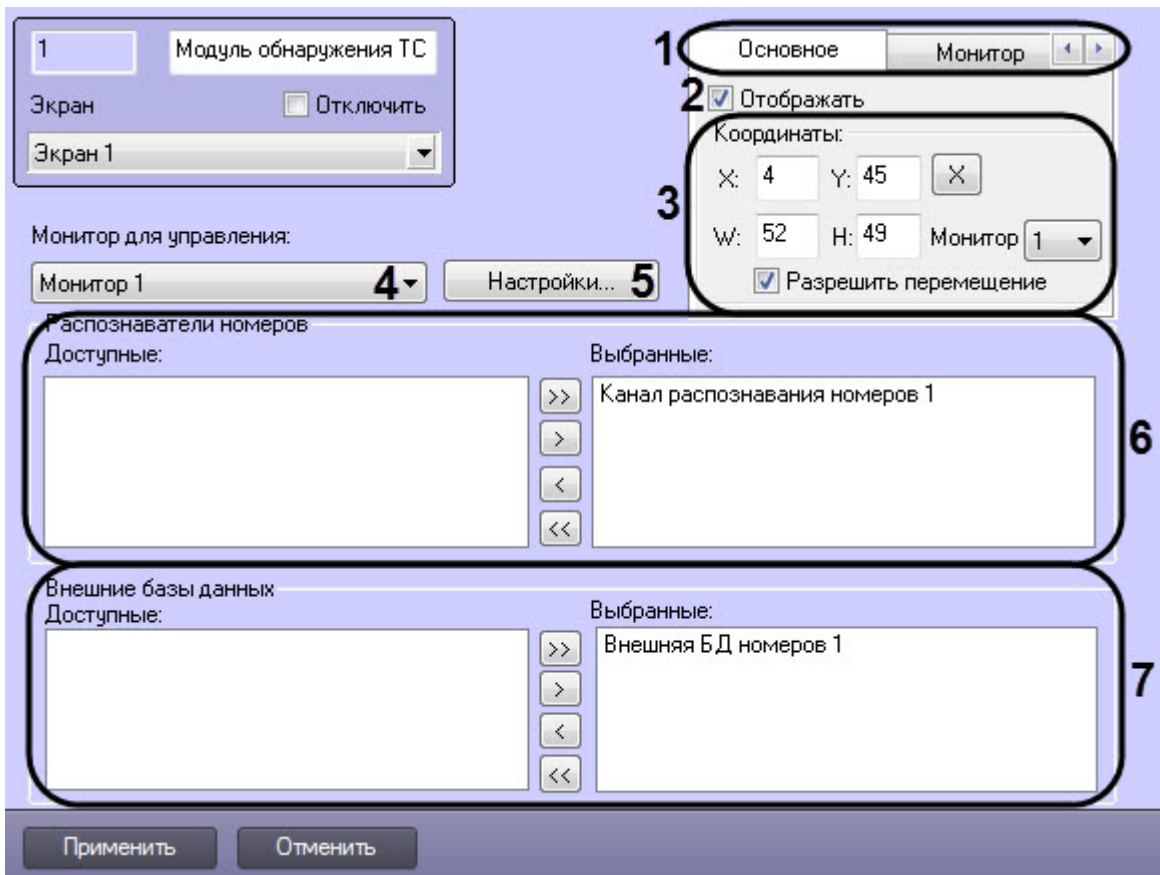 1 Модуль обнаружения ТС
Экран Отключить
Экран 1
1 Основное Монитор
2 Отображать
Координаты:
X: 4 Y: 45 X
3
W: 52 H: 49 Монитор 1
Разрешить перемещение
Монитор для управления:
Монитор 1 4 Настройки... 5
Распознаватели номеров
Доступные: Выбранные:
>> Канал распознавания номеров 1
>
<
<<
6
Внешние базы данных
Доступные: Выбранные:
>> Внешняя БД номеров 1
>
<
<<
7
Применить Отменить